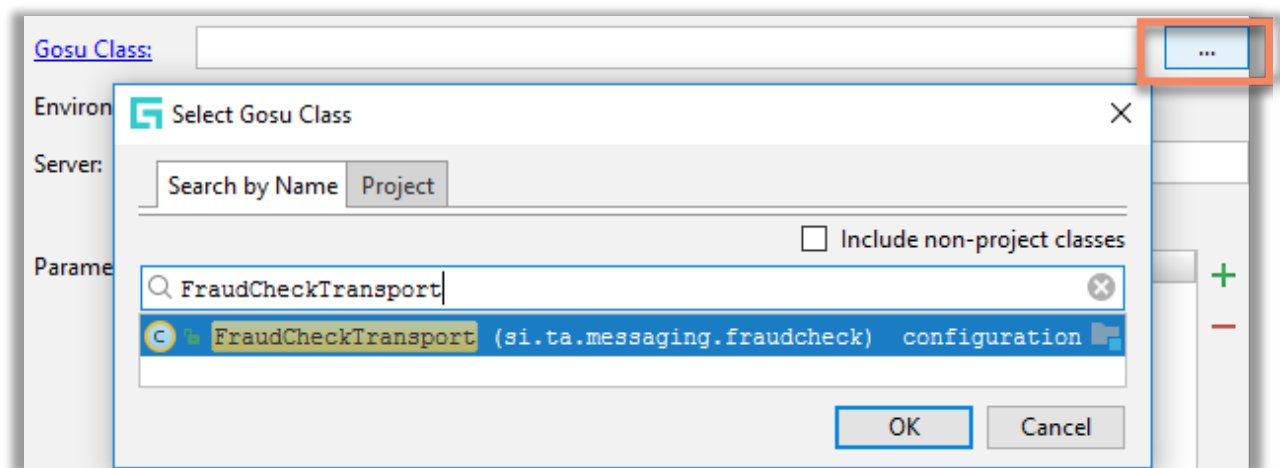 Gosu Class:
...
Environ
Select Gosu Class
Server:
Search by Name
Project
Include non-project classes
Parame
FraudCheckTransport
FraudCheckTransport (si.ta.messaging.fraudcheck) configuration
OK
Cancel